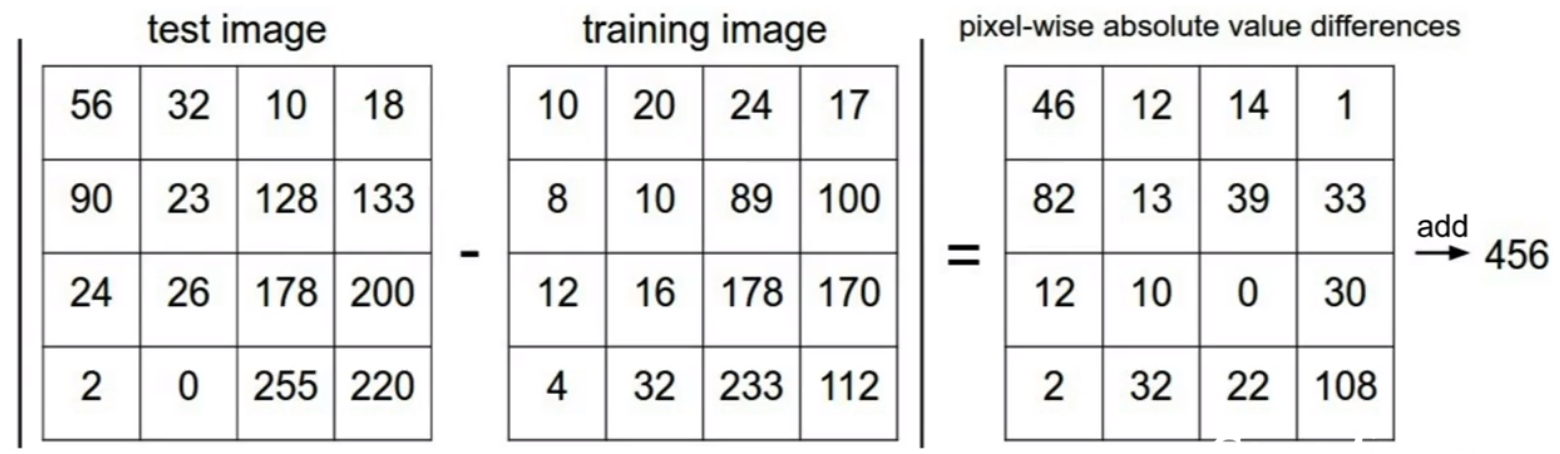 test image training image pixel-wise absolute value differences
56 32 10 18 10 20 24 17 46 12 14 1
90 23 128 133 8 10 89 100 82 13 39 33
- = add 456
24 26 178 200 12 16 178 170 12 10 0 30
2 0 255 220 4 32 233 112 2 32 22 108